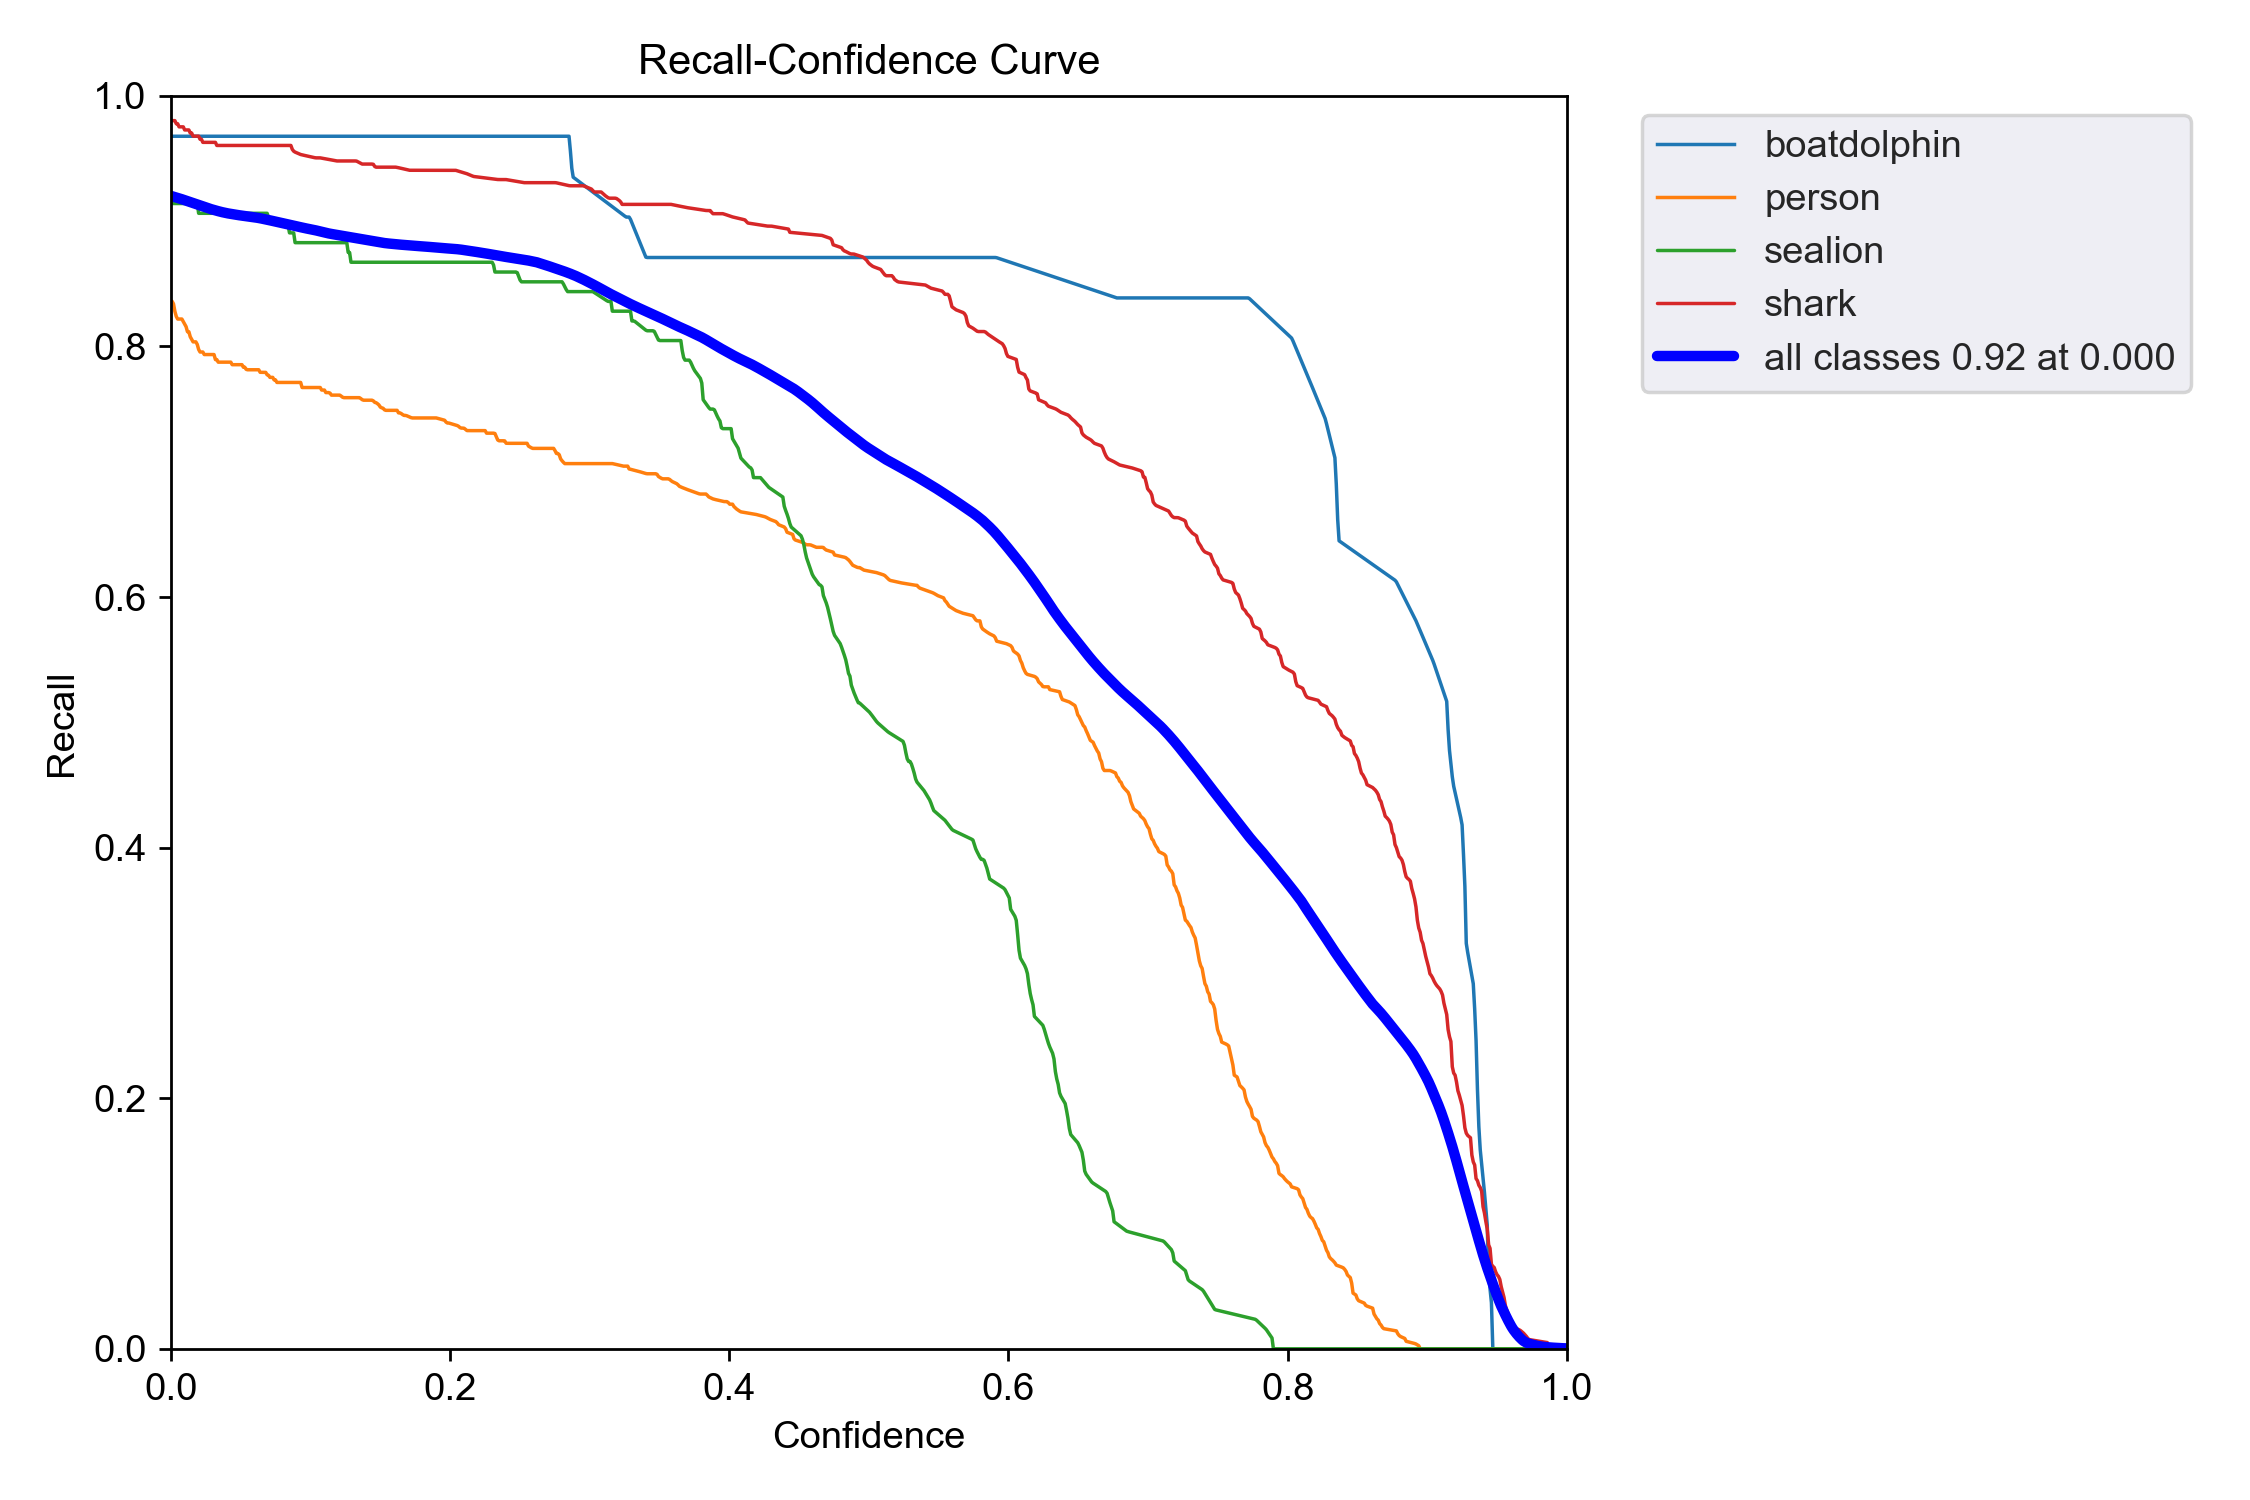 Recall-Confidence Curve
1.0
0.8
0.6
0.4
0.2
0.0
Recall
0.0 0.2 0.4 0.6 0.8 1.0
Confidence
boatdolphin
person
sealion
shark
all classes 0.92 at 0.000